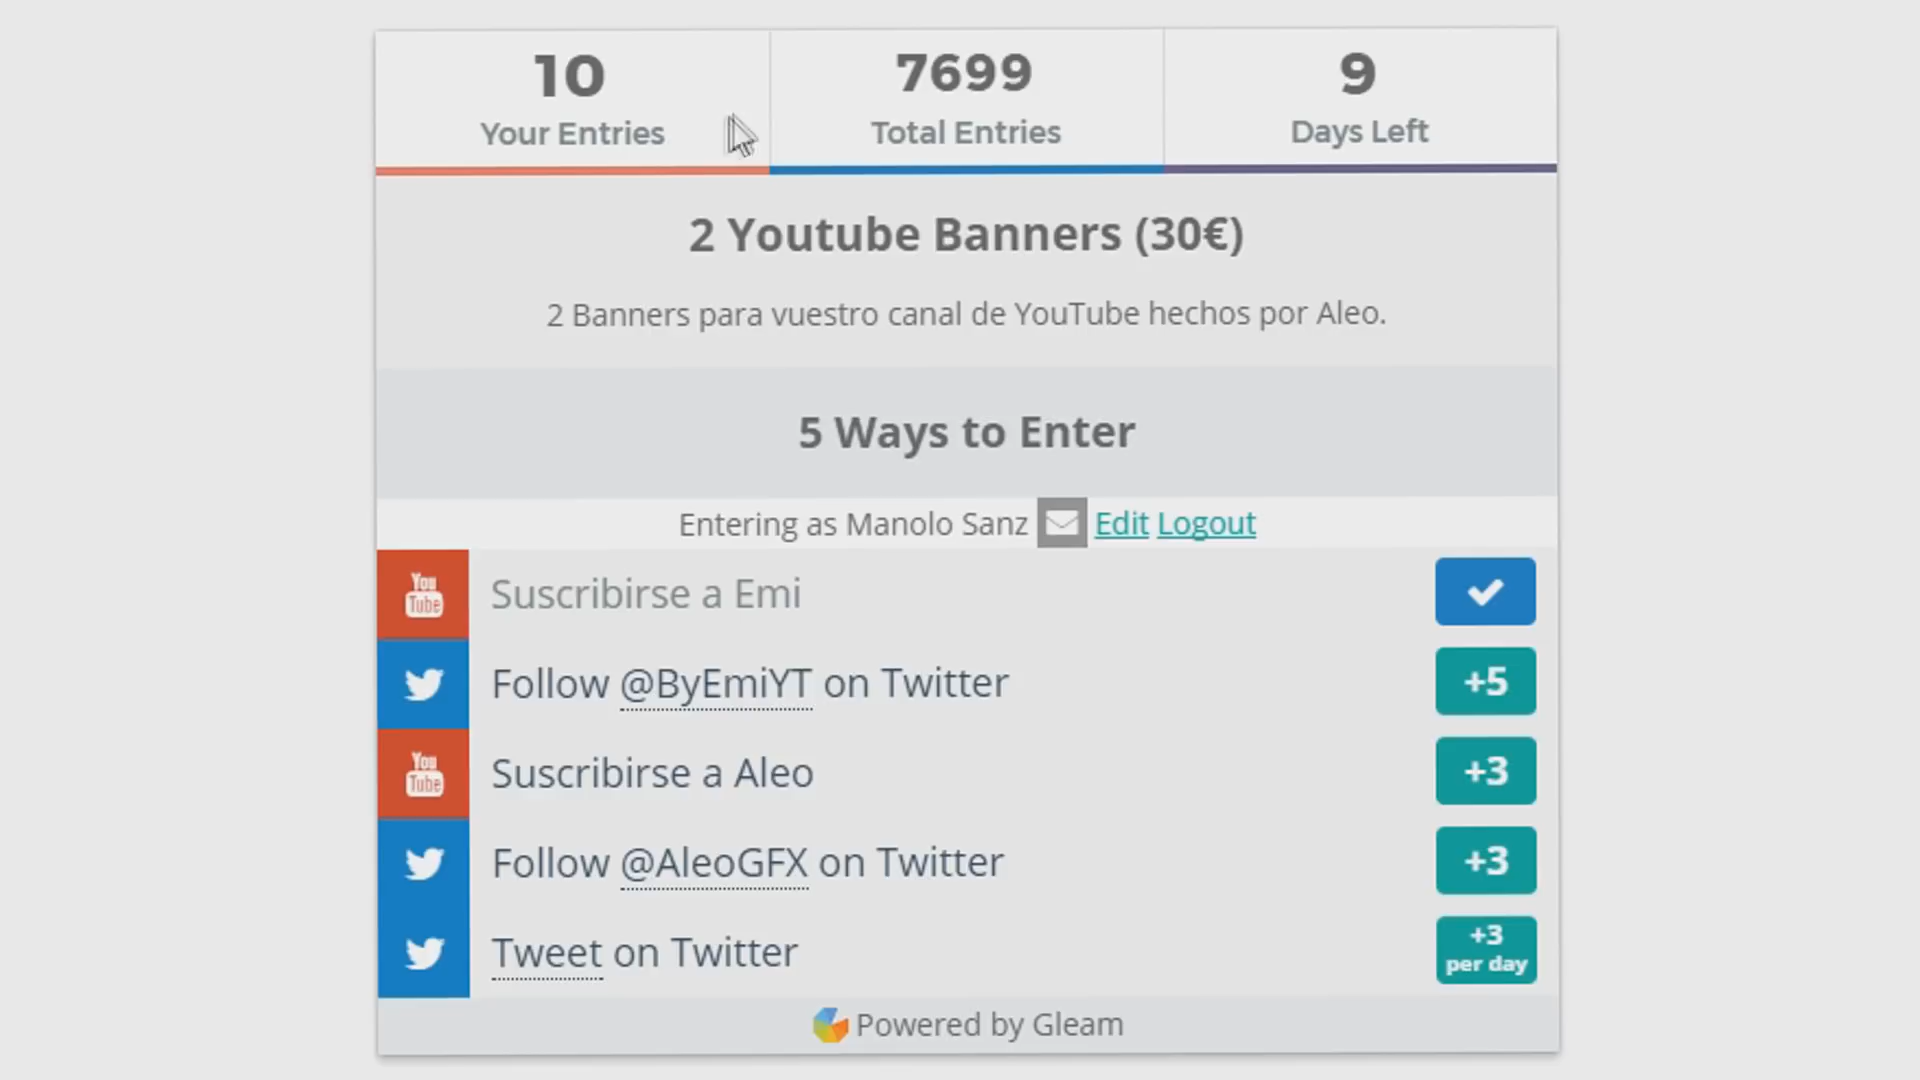 10
Your Entries
7699
Total Entries
9
Days Left
2 Youtube Banners (30€)
2 Banners para vuestro canal de YouTube hechos por Aleo.
5 Ways to Enter
Entering as Manolo Sanz Edit Logout
You Tube Suscribirse a Emi
Follow @ByEmiYT on Twitter +5
You Tube Suscribirse a Aleo +3
Follow @AleoGFX on Twitter +3
Tweet on Twitter +3 per day
Powered by Gleam